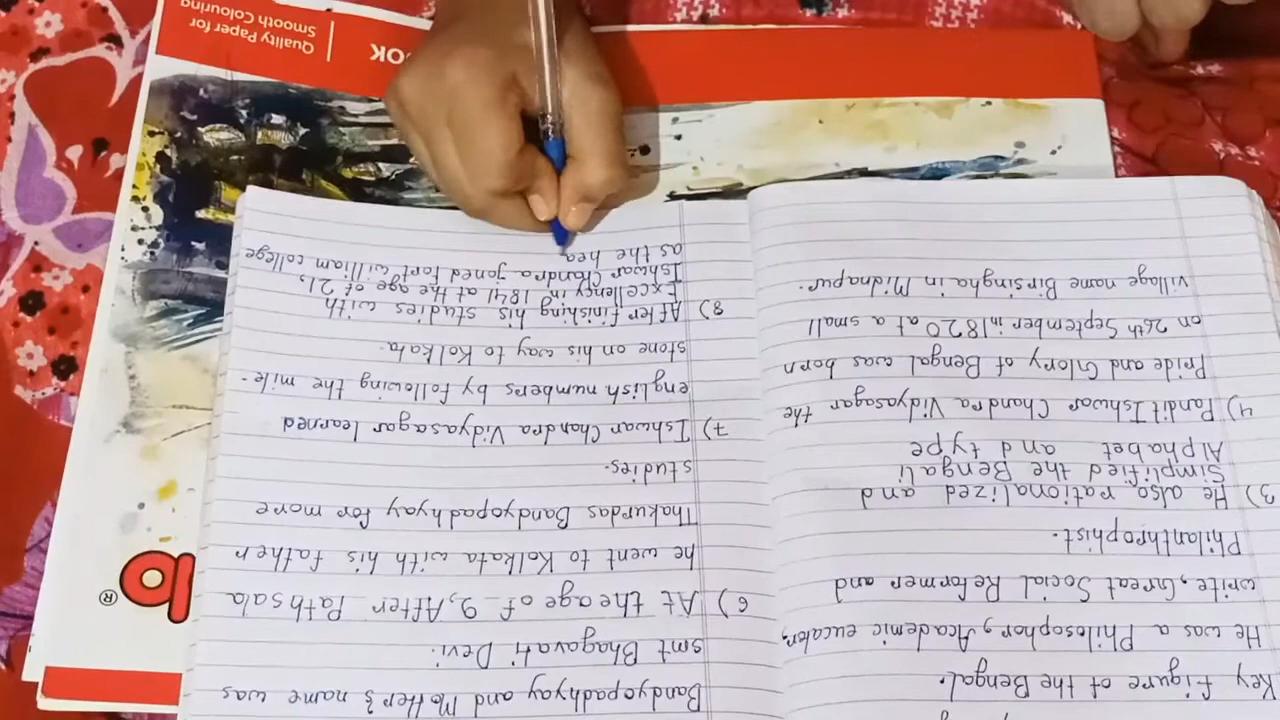 Key figure of the Bengal.
He was a Philosophor, Academic eucator,
write, Great Social Reformer and
Philanthrophist.
3) He also rationalized and
Simplified the Bengali
Alphabet and type
4) Pandit Ishwar Chandra Vidyasagar the
Pride and Glory of Bengal was born
on 26th September in 1820 at a small
village name Birsingha in Midnapur.
Bandyopadhyay and Mother's name was
smt Bhagavati Devi.
6) At the age of 9, After Pathsala
he went to Kolkata with his father
Thakurdas Bandyopadhyay for more
studies.
7) Ishwar Chandra Vidyasagar learned
english numbers by following the mile-
stone on his way to Kolkata.
8) After finishing his studies with
Excellency in 1841 at the age of 21,
Ishwar Chandra joined fort william college
as the hea
OK
Quality Paper for
Smooth Colouring